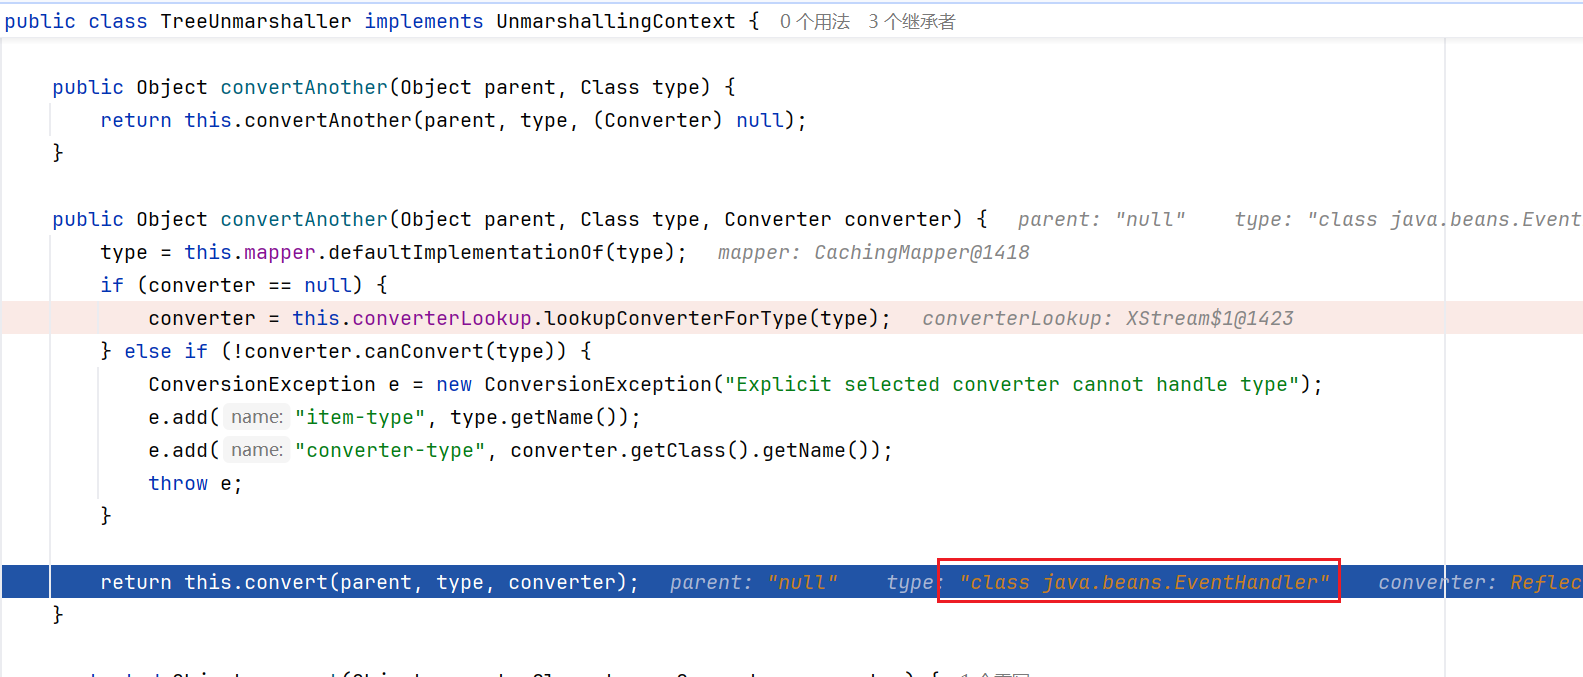 public class TreeUnmarshaller implements UnmarshallingContext { 0 个用法 3 个继承者
public Object convertAnother(Object parent, Class type) {
return this.convertAnother(parent, type, (Converter) null);
}
public Object convertAnother(Object parent, Class type, Converter converter) { parent: "null" type: "class java.beans.Event
type = this.mapper.defaultImplementationOf(type); mapper: CachingMapper@1418
if (converter == null) {
converter = this.converterLookup.lookupConverterForType(type); converterLookup: XStream$1@1423
} else if (!converter.canConvert(type)) {
ConversionException e = new ConversionException("Explicit selected converter cannot handle type");
e.add( name: "item-type", type.getName());
e.add( name: "converter-type", converter.getClass().getName());
throw e;
}
return this.convert(parent, type, converter); parent: "null" type: "class java.beans.EventHandler" converter: Reflec
}